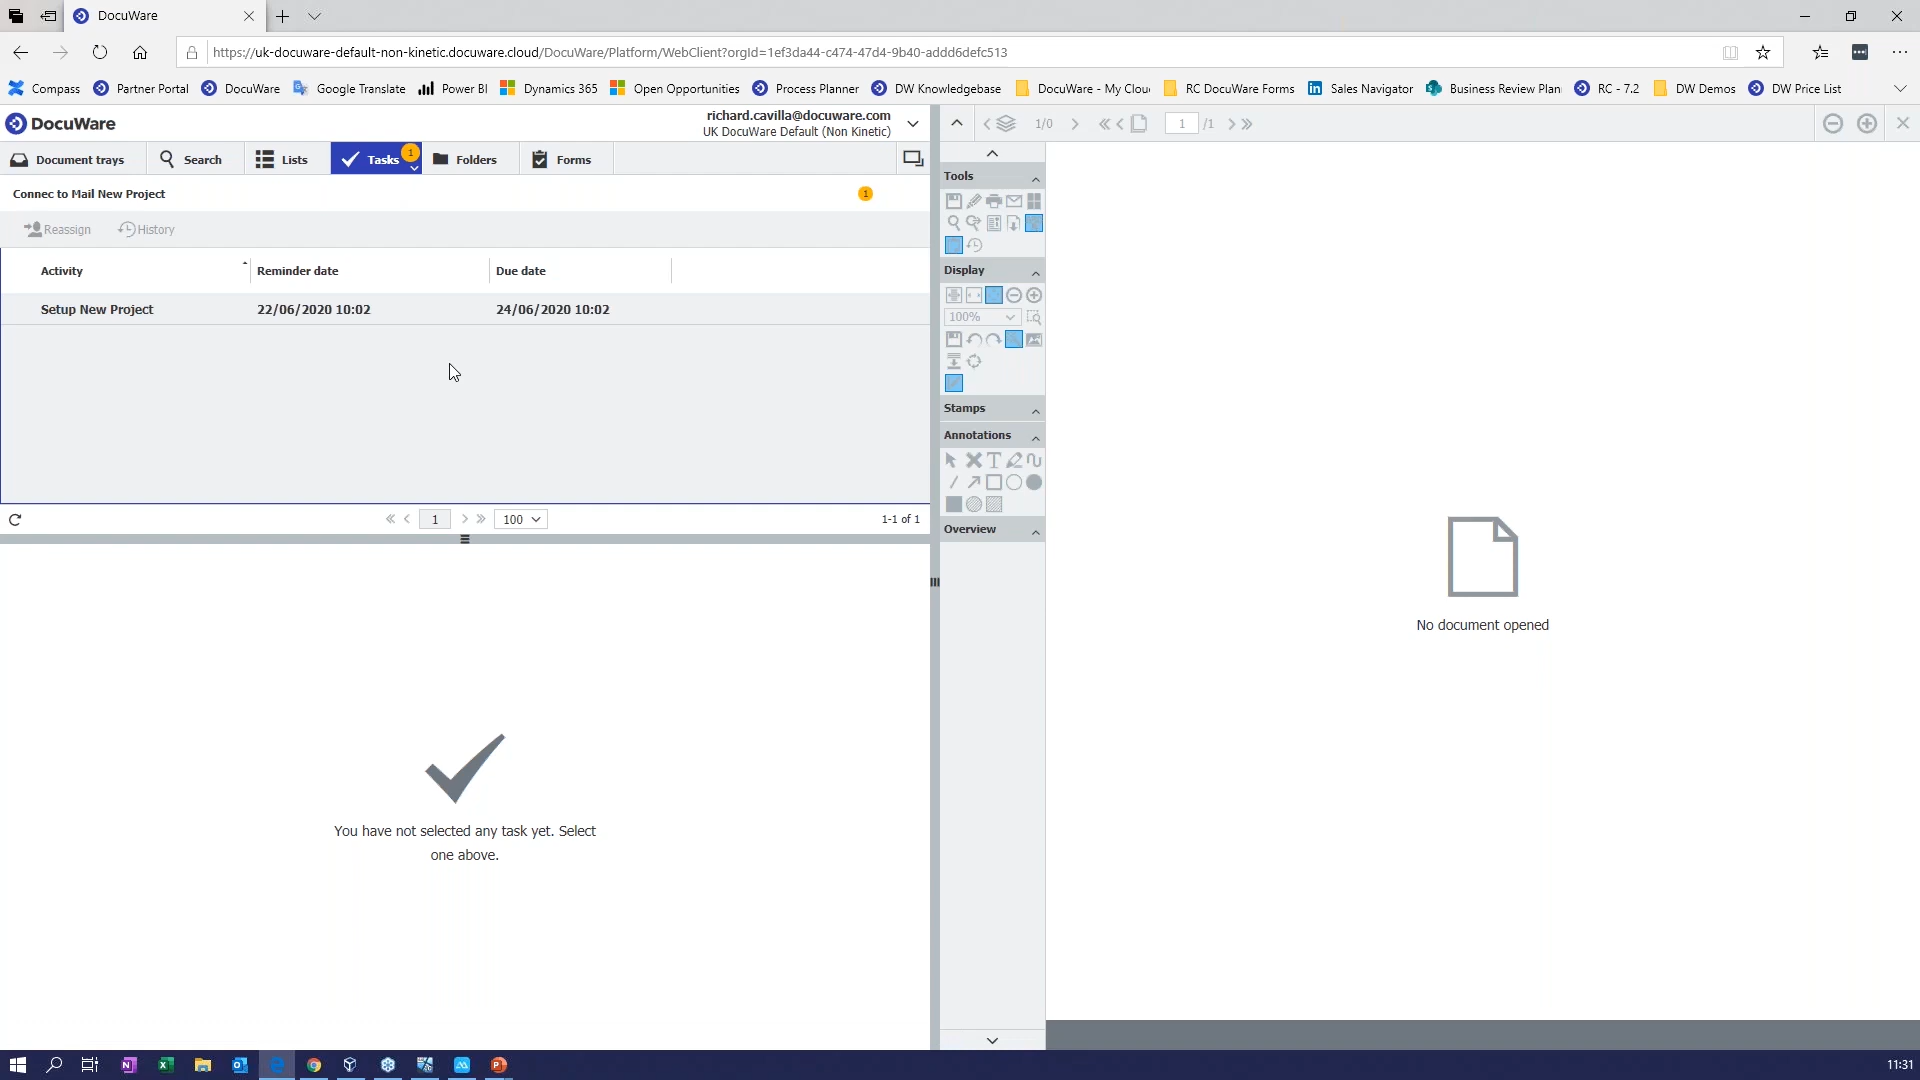 DocuWare
https://uk-docuware-default-non-kinetic.docuware.cloud/DocuWare/Platform/WebClient?orgId=1ef3da44-c474-47d4-9b40-addd6defc513
Compass Partner Portal DocuWare Google Translate Power BI Dynamics 365 Open Opportunities Process Planner DW Knowledgebase DocuWare - My Clou RC DocuWare Forms Sales Navigator Business Review Plan RC - 7.2 DW Demos DW Price List
DocuWare
richard.cavilla@docuware.com
UK DocuWare Default (Non Kinetic)
1/0 1 /1
Document trays Search Lists Tasks 1 Folders Forms
Connec to Mail New Project 1
Reassign History
Activity Reminder date Due date
Setup New Project 22/06/2020 10:02 24/06/2020 10:02
1 100 1-1 of 1
You have not selected any task yet. Select
one above.
Tools
Display
100%
Stamps
Annotations
Overview
No document opened
11:31